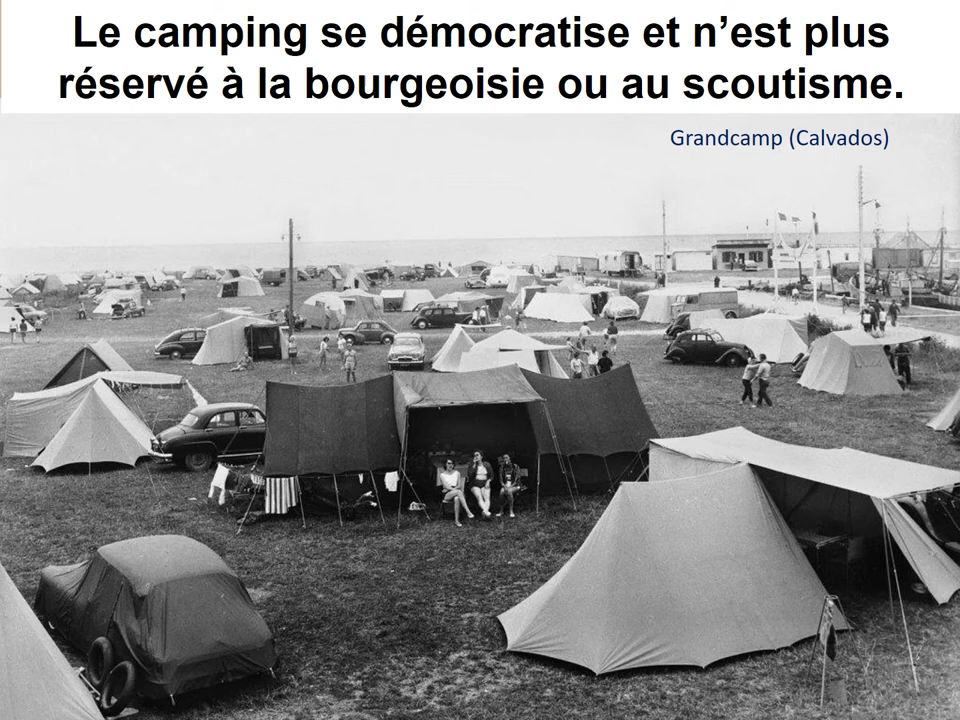 Le camping se démocratise et n’est plus
réservé à la bourgeoisie ou au scoutisme.
Grandcamp (Calvados)